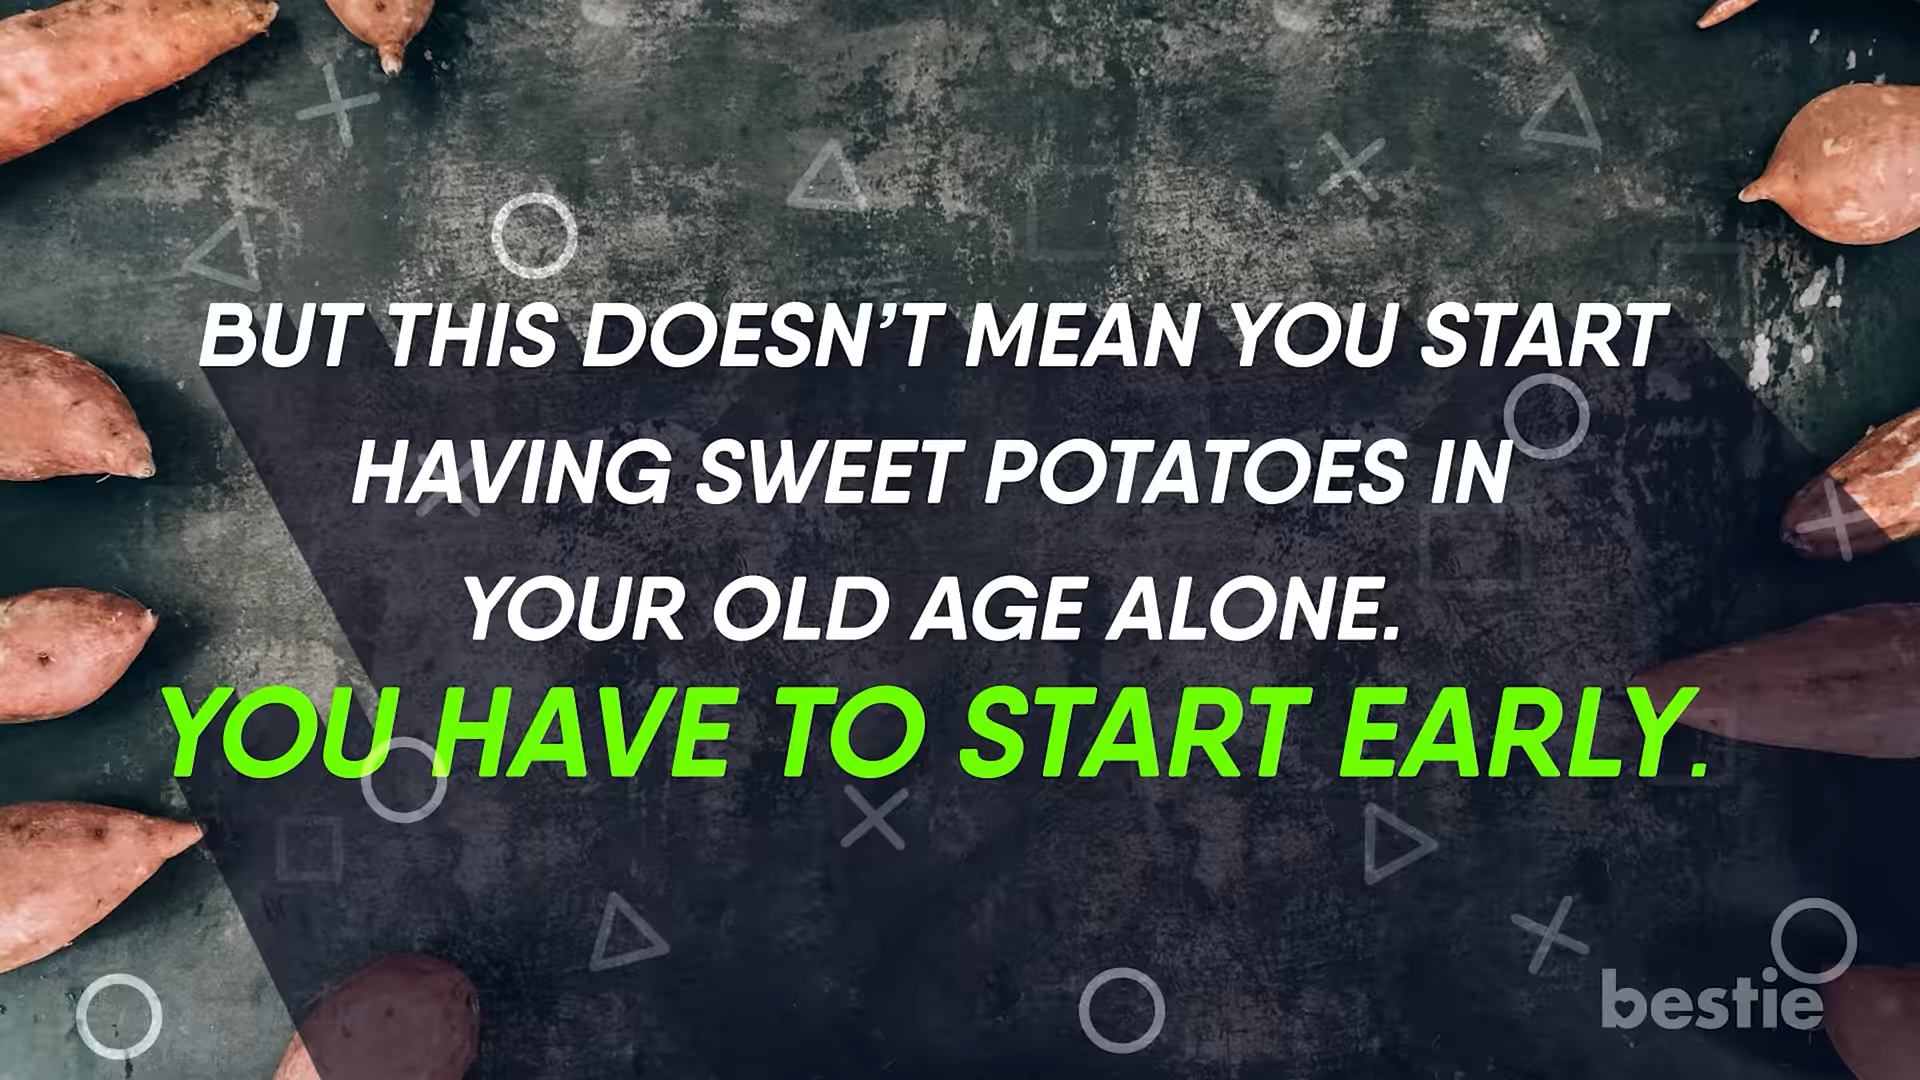 BUT THIS DOESN’T MEAN YOU START
HAVING SWEET POTATOES IN
YOUR OLD AGE ALONE.
YOU HAVE TO START EARLY.
bestie